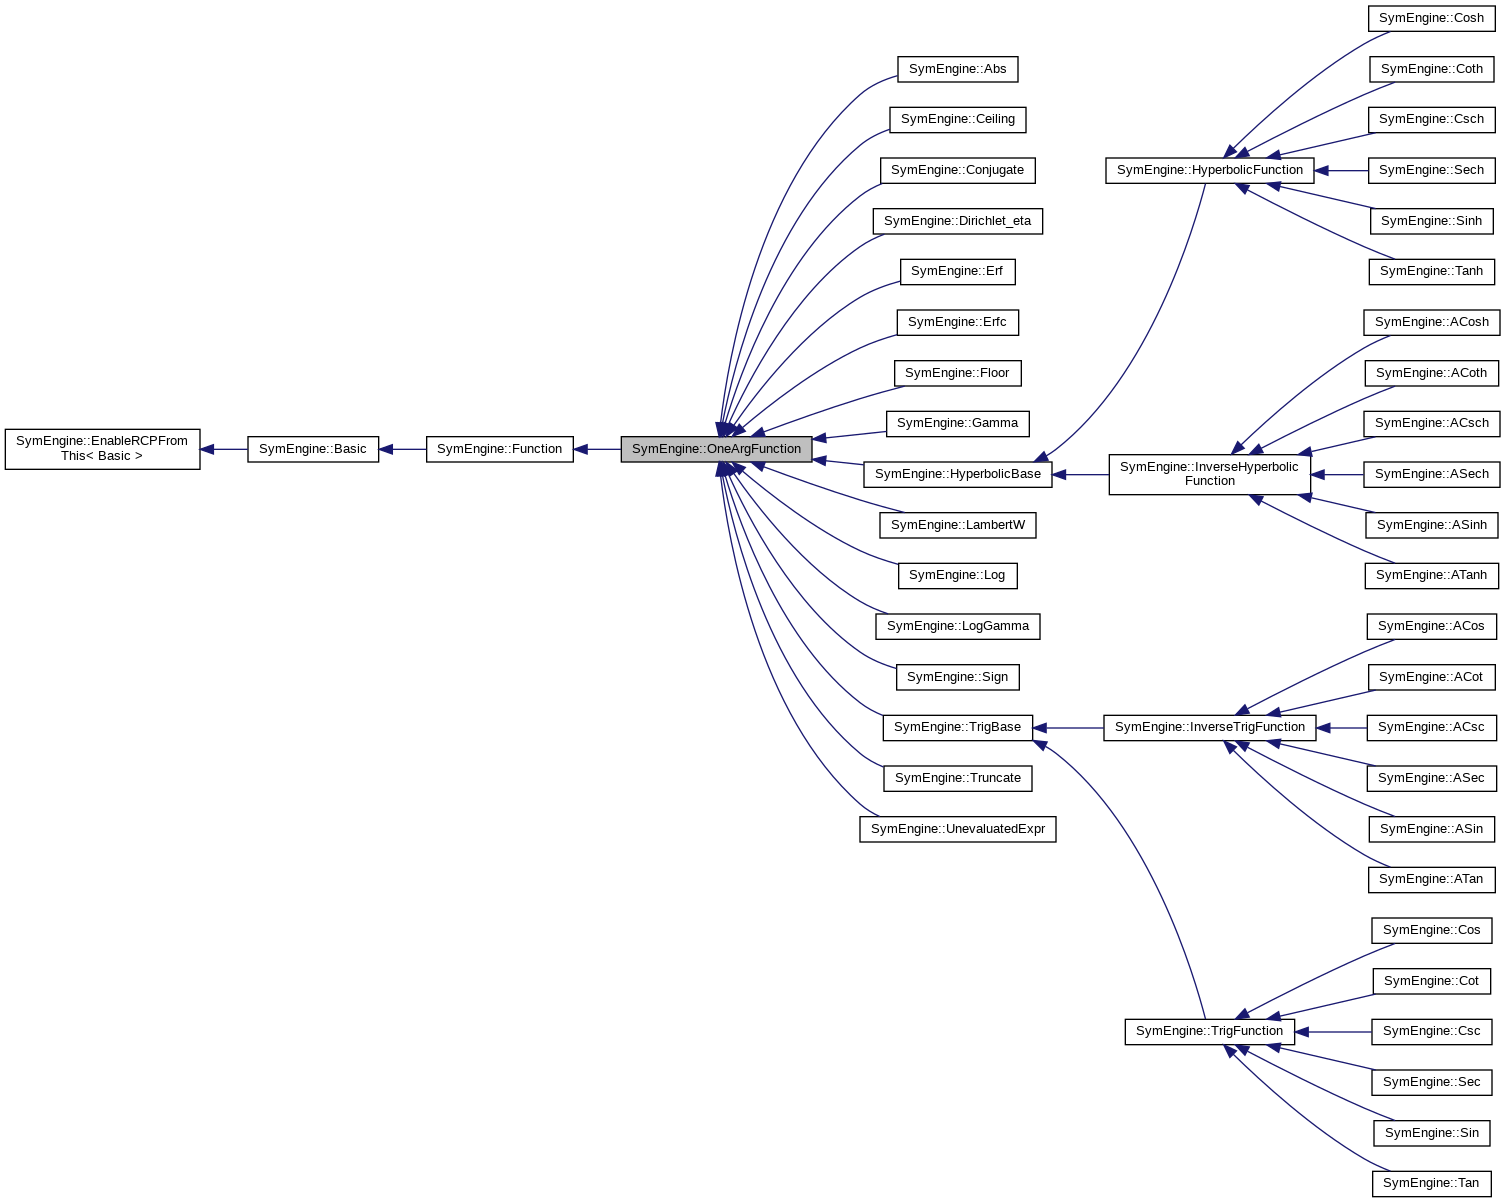 SymEngine::EnableRCPFrom
This< Basic >
SymEngine::Basic
SymEngine::Function
SymEngine::OneArgFunction
SymEngine::Abs
SymEngine::Ceiling
SymEngine::Conjugate
SymEngine::Dirichlet_eta
SymEngine::Erf
SymEngine::Erfc
SymEngine::Floor
SymEngine::Gamma
SymEngine::HyperbolicBase
SymEngine::LambertW
SymEngine::Log
SymEngine::LogGamma
SymEngine::Sign
SymEngine::TrigBase
SymEngine::Truncate
SymEngine::UnevaluatedExpr
SymEngine::HyperbolicFunction
SymEngine::InverseHyperbolic
Function
SymEngine::InverseTrigFunction
SymEngine::TrigFunction
SymEngine::Cosh
SymEngine::Coth
SymEngine::Csch
SymEngine::Sech
SymEngine::Sinh
SymEngine::Tanh
SymEngine::ACosh
SymEngine::ACoth
SymEngine::ACsch
SymEngine::ASech
SymEngine::ASinh
SymEngine::ATanh
SymEngine::ACos
SymEngine::ACot
SymEngine::ACsc
SymEngine::ASec
SymEngine::ASin
SymEngine::ATan
SymEngine::Cos
SymEngine::Cot
SymEngine::Csc
SymEngine::Sec
SymEngine::Sin
SymEngine::Tan